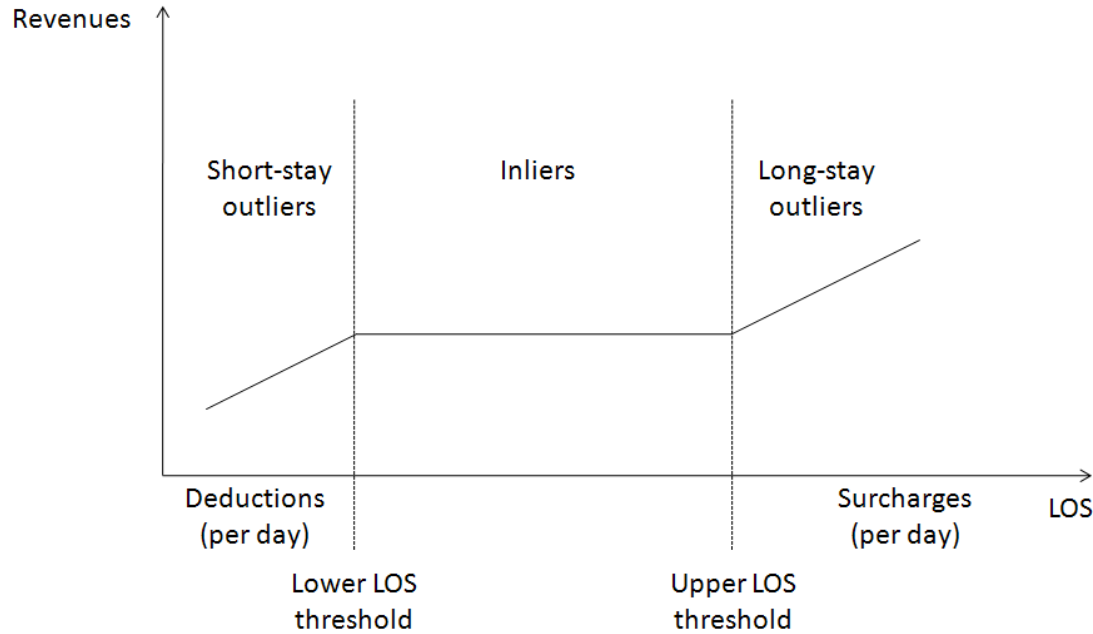 Revenues
Short-stay
outliers
Inliers
Long-stay
outliers
Deductions
(per day)
Surcharges
(per day)
LOS
Lower LOS
threshold
Upper LOS
threshold